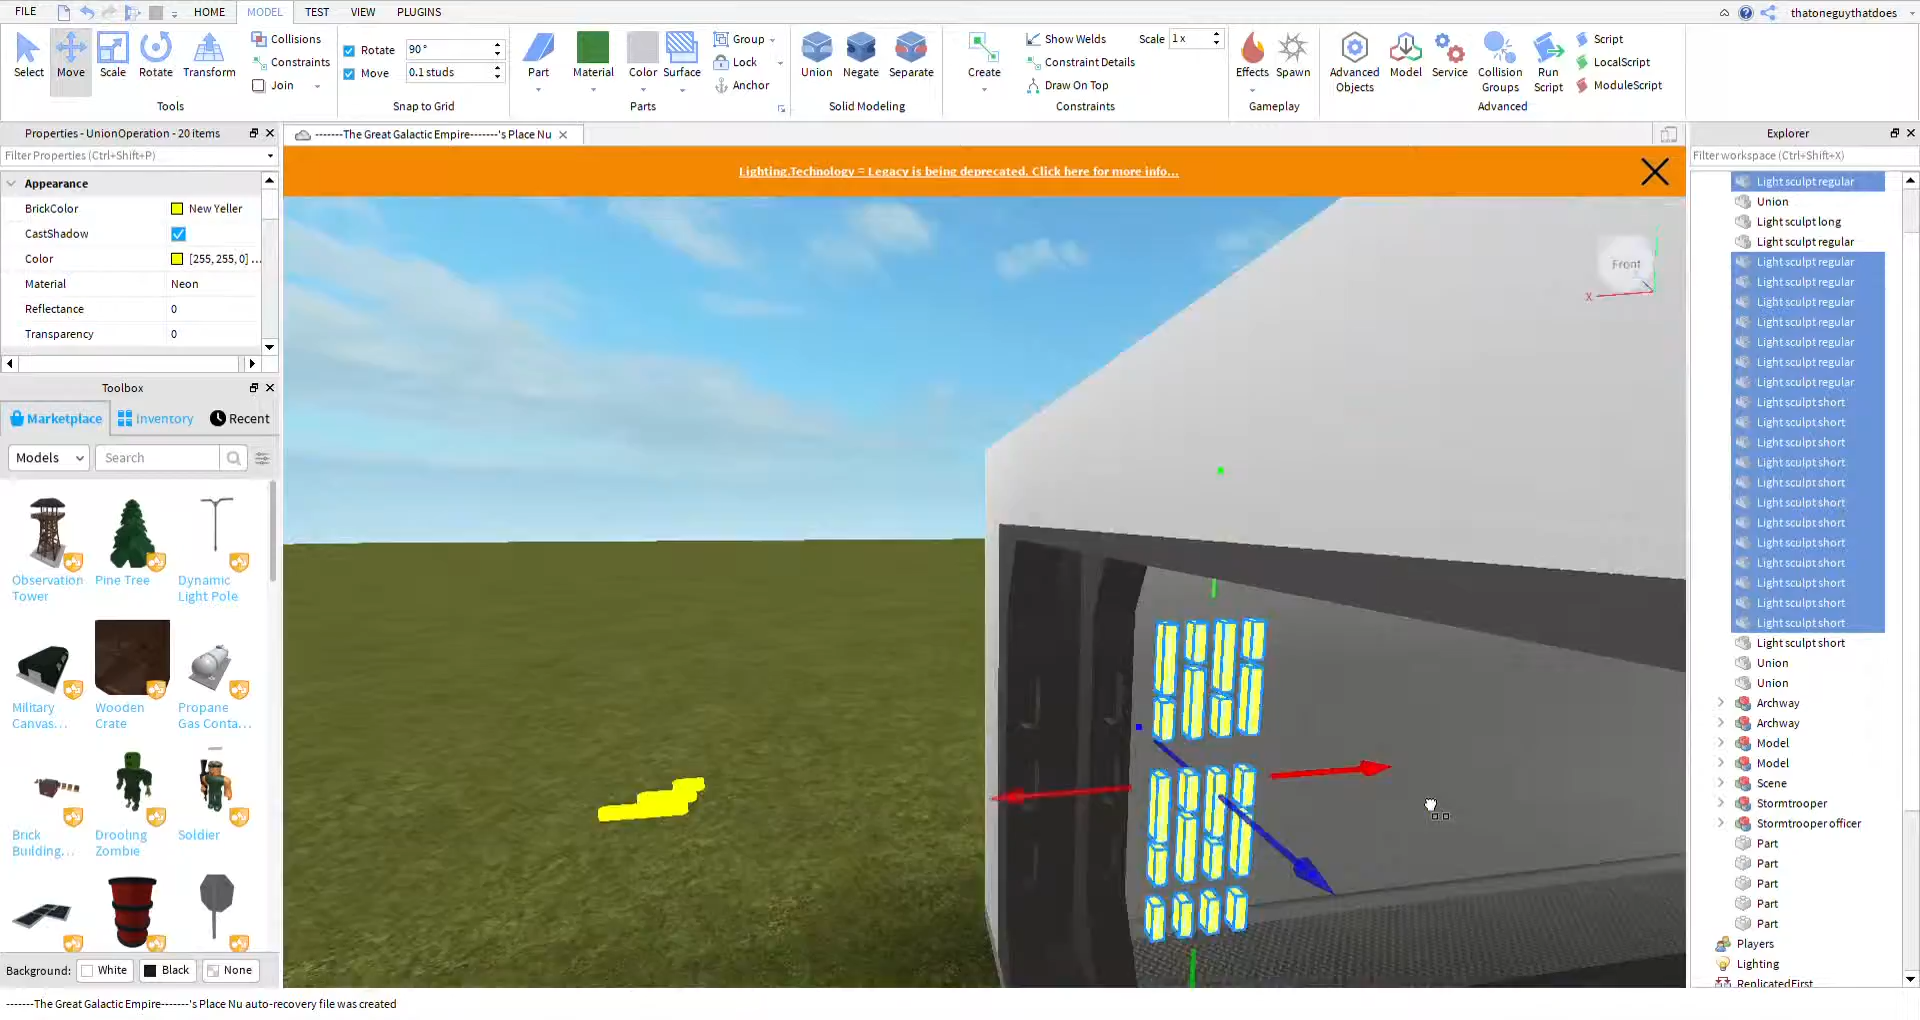 FILE
HOME
MODEL
TEST
VIEW
PLUGINS
thatoneguythatdoes
Select
Move
Scale
Rotate
Transform
Collisions
Constraints
Join
Tools
Rotate
90 °
Move
0.1 studs
Snap to Grid
Part
Material
Color
Surface
Group
Lock
Anchor
Parts
Union
Negate
Separate
Solid Modeling
Create
Show Welds
Scale
1 x
Constraint Details
Draw On Top
Constraints
Effects
Spawn
Gameplay
Advanced
Objects
Model
Service
Collision
Groups
Run
Script
Script
LocalScript
ModuleScript
Advanced
Properties - UnionOperation - 20 items
Filter Properties (Ctrl+Shift+P)
Appearance
BrickColor
New Yeller
CastShadow
Color
[255, 255, 0] ...
Material
Neon
Reflectance
0
Transparency
0
Toolbox
Marketplace
Inventory
Recent
Models
Search
Observation
Tower
Pine Tree
Dynamic
Light Pole
Military
Canvas...
Wooden
Crate
Propane
Gas Conta...
Brick
Building...
Drooling
Zombie
Soldier
Background:
White
Black
None
-------The Great Galactic Empire-------'s Place Nu auto-recovery file was created
-------The Great Galactic Empire-------'s Place Nu
Lighting.Technology = Legacy is being deprecated. Click here for more info...
Front
X
Explorer
Filter workspace (Ctrl+Shift+X)
Light sculpt regular
Union
Light sculpt long
Light sculpt regular
Light sculpt regular
Light sculpt regular
Light sculpt regular
Light sculpt regular
Light sculpt regular
Light sculpt regular
Light sculpt regular
Light sculpt short
Light sculpt short
Light sculpt short
Light sculpt short
Light sculpt short
Light sculpt short
Light sculpt short
Light sculpt short
Light sculpt short
Light sculpt short
Light sculpt short
Light sculpt short
Light sculpt short
Union
Union
Archway
Archway
Model
Model
Scene
Stormtrooper
Stormtrooper officer
Part
Part
Part
Part
Part
Players
Lighting
ReplicatedFirst